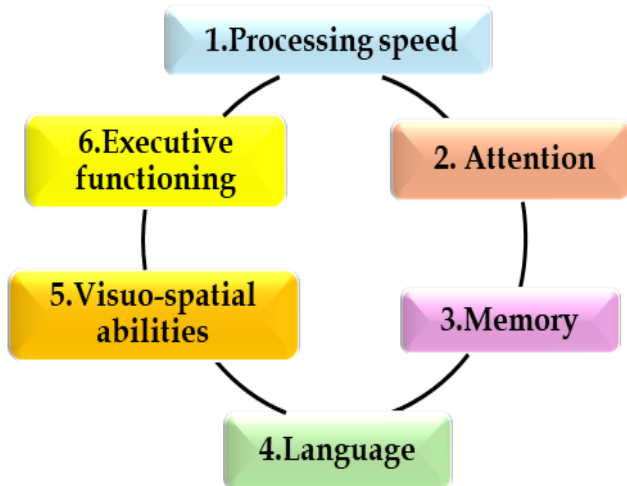 1.Processing speed
2. Attention
3.Memory
4.Language
5.Visuo-spatial
abilities
6.Executive
functioning